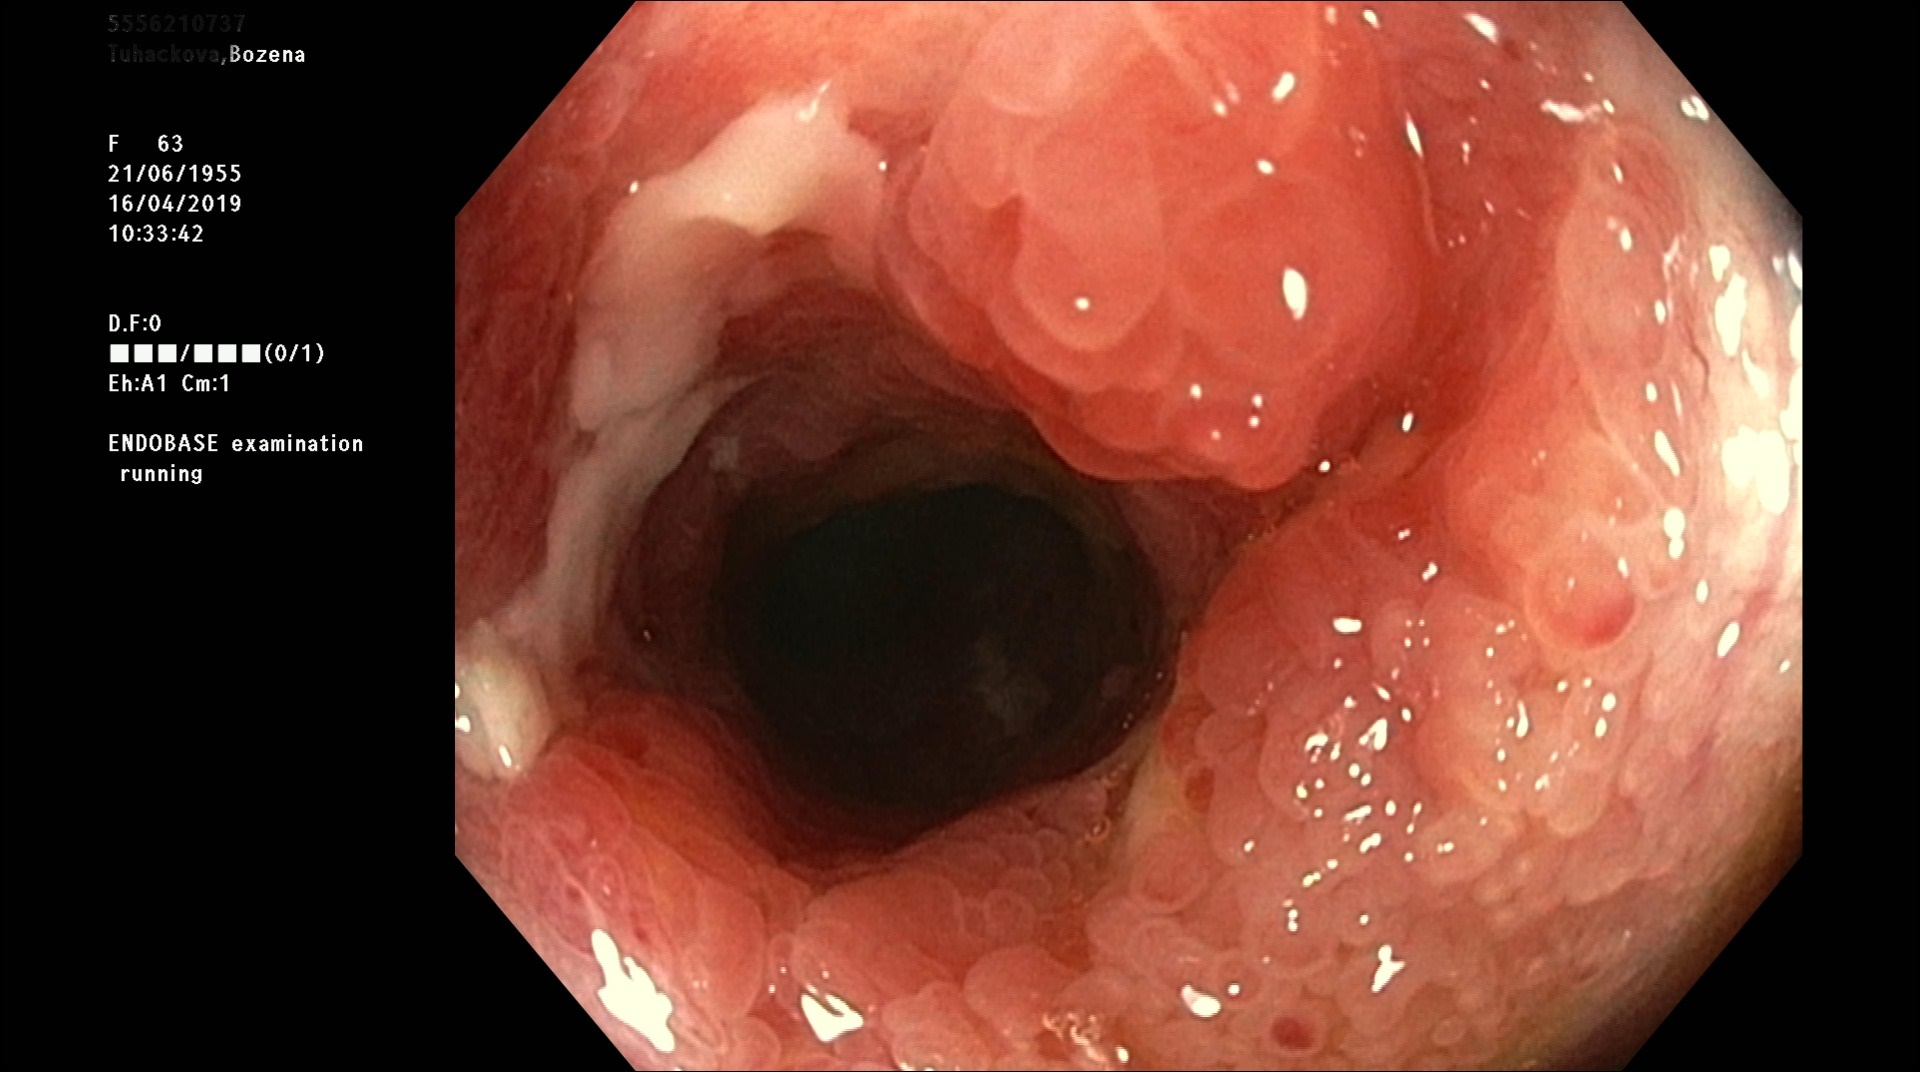 5556210737
Tuhackova,Bozena
F 63
21/06/1955
16/04/2019
10:33:42
D.F:0
■■■/■■■(0/1)
Eh:A1 Cm:1
ENDOBASE examination
running